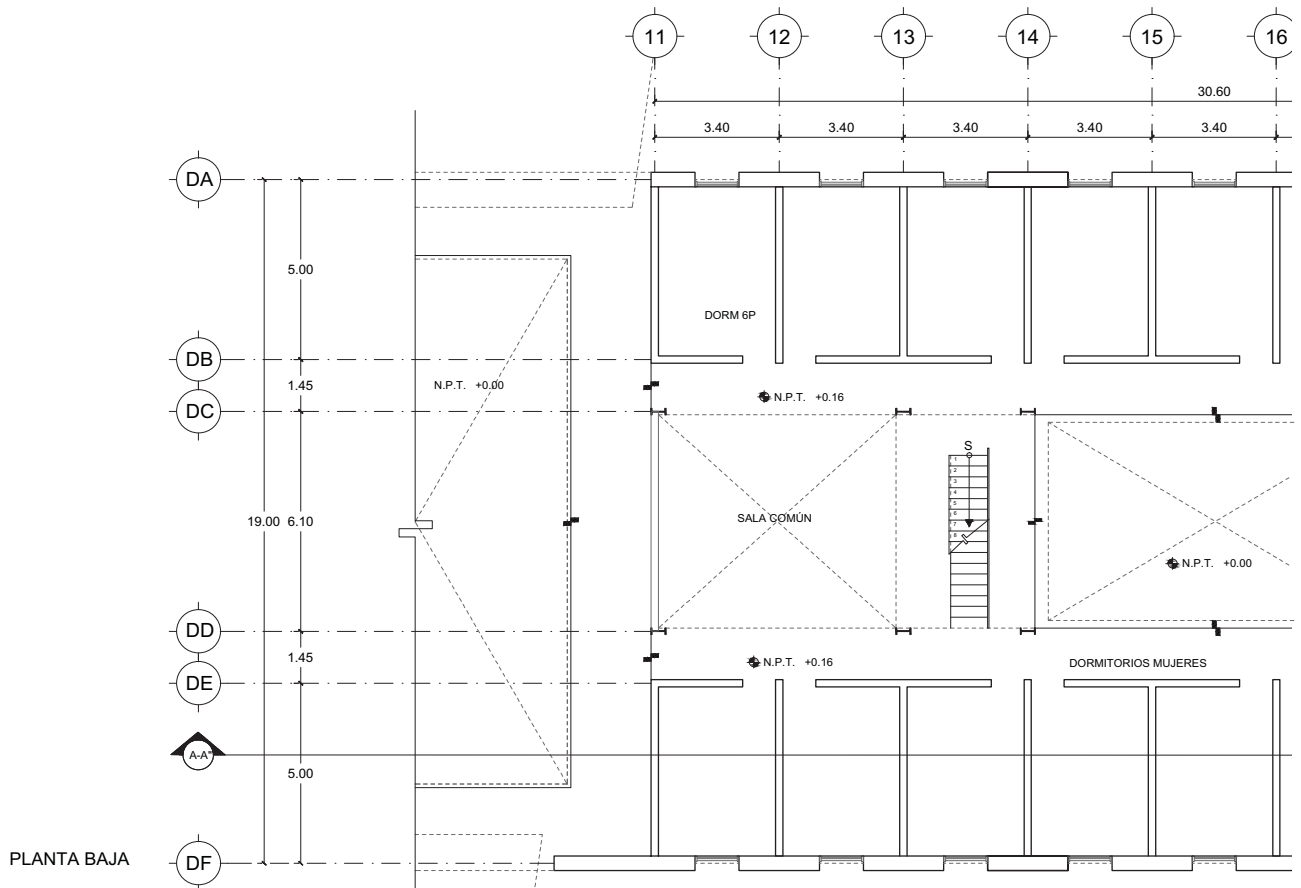 11 12 13 14 15 16
30.60
3.40 3.40 3.40 3.40 3.40
DA
5.00
DORM 6P
DB
1.45
N.P.T. +0.00
N.P.T. +0.16
DC
S
1
2
3
4
5
6
7
8
19.00 6.10
SALA COMÚN
N.P.T. +0.00
DD
1.45
N.P.T. +0.16
DORMITORIOS MUJERES
DE
A-A"
5.00
PLANTA BAJA
DF